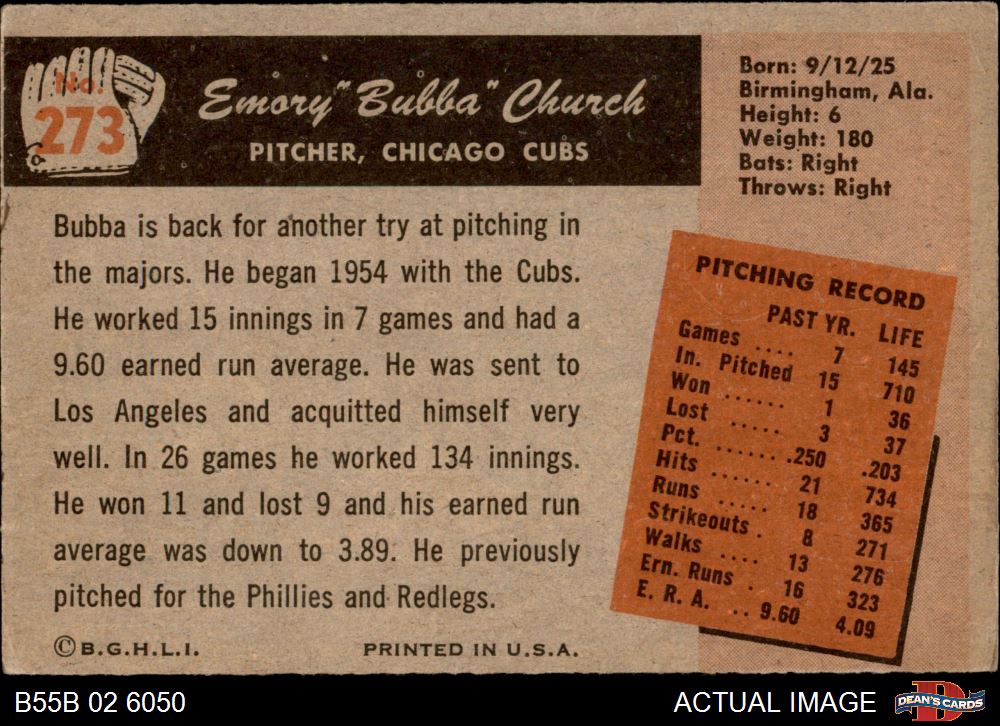 No.
273
Emory "Bubba" Church
PITCHER, CHICAGO CUBS
Born: 9/12/25
Birmingham, Ala.
Height: 6
Weight: 180
Bats: Right
Throws: Right
Bubba is back for another try at pitching in
the majors. He began 1954 with the Cubs.
He worked 15 innings in 7 games and had a
9.60 earned run average. He was sent to
Los Angeles and acquitted himself very
well. In 26 games he worked 134 innings.
He won 11 and lost 9 and his earned run
average was down to 3.89. He previously
pitched for the Phillies and Redlegs.
PITCHING RECORD
PAST YR. LIFE
Games .... 7 145
In. Pitched 15 710
Won ...... 1 36
Lost ..... 3 37
Pct. ....... .250 .203
Hits ...... 21 734
Runs ..... 18 365
Strikeouts . 8 271
Walks .... 13 276
Ern. Runs . 16 323
E. R. A. .. 9.60 4.09
©B.G.H.L.I. PRINTED IN U.S.A.
B55B 02 6050 ACTUAL IMAGE
D
DEAN'S CARDS